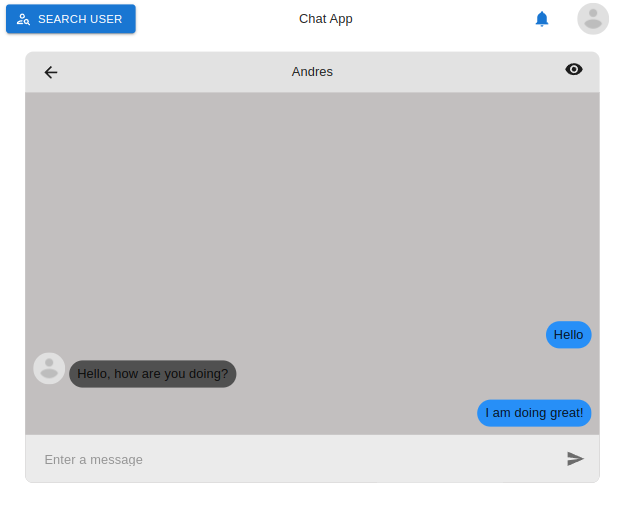 SEARCH USER
Chat App
Andres
Hello
Hello, how are you doing?
I am doing great!
Enter a message